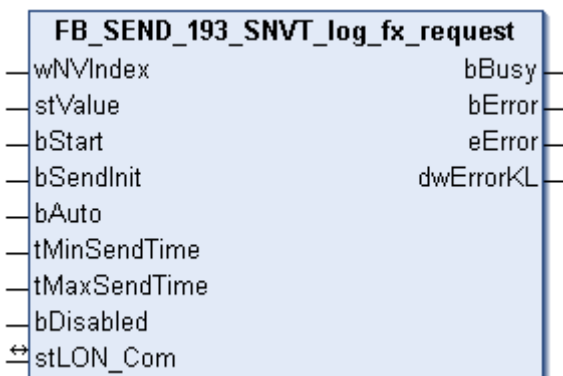 FB_SEND_193_SNVT_log_fx_request
wNVIndex bBusy
stValue bError
bStart eError
bSendInit dwErrorKL
bAuto
tMinSendTime
tMaxSendTime
bDisabled
stLON_Com